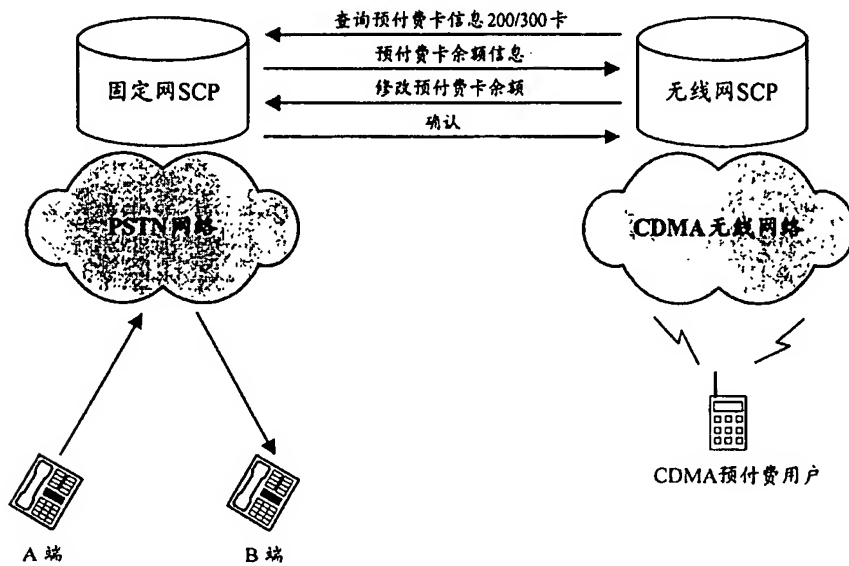 查询预付费卡信息200/300卡
预付费卡余额信息
固定网SCP
修改预付费卡余额
无线网SCP
确认
PSTN网络
CDMA无线网络
CDMA预付费用户
A端
B端